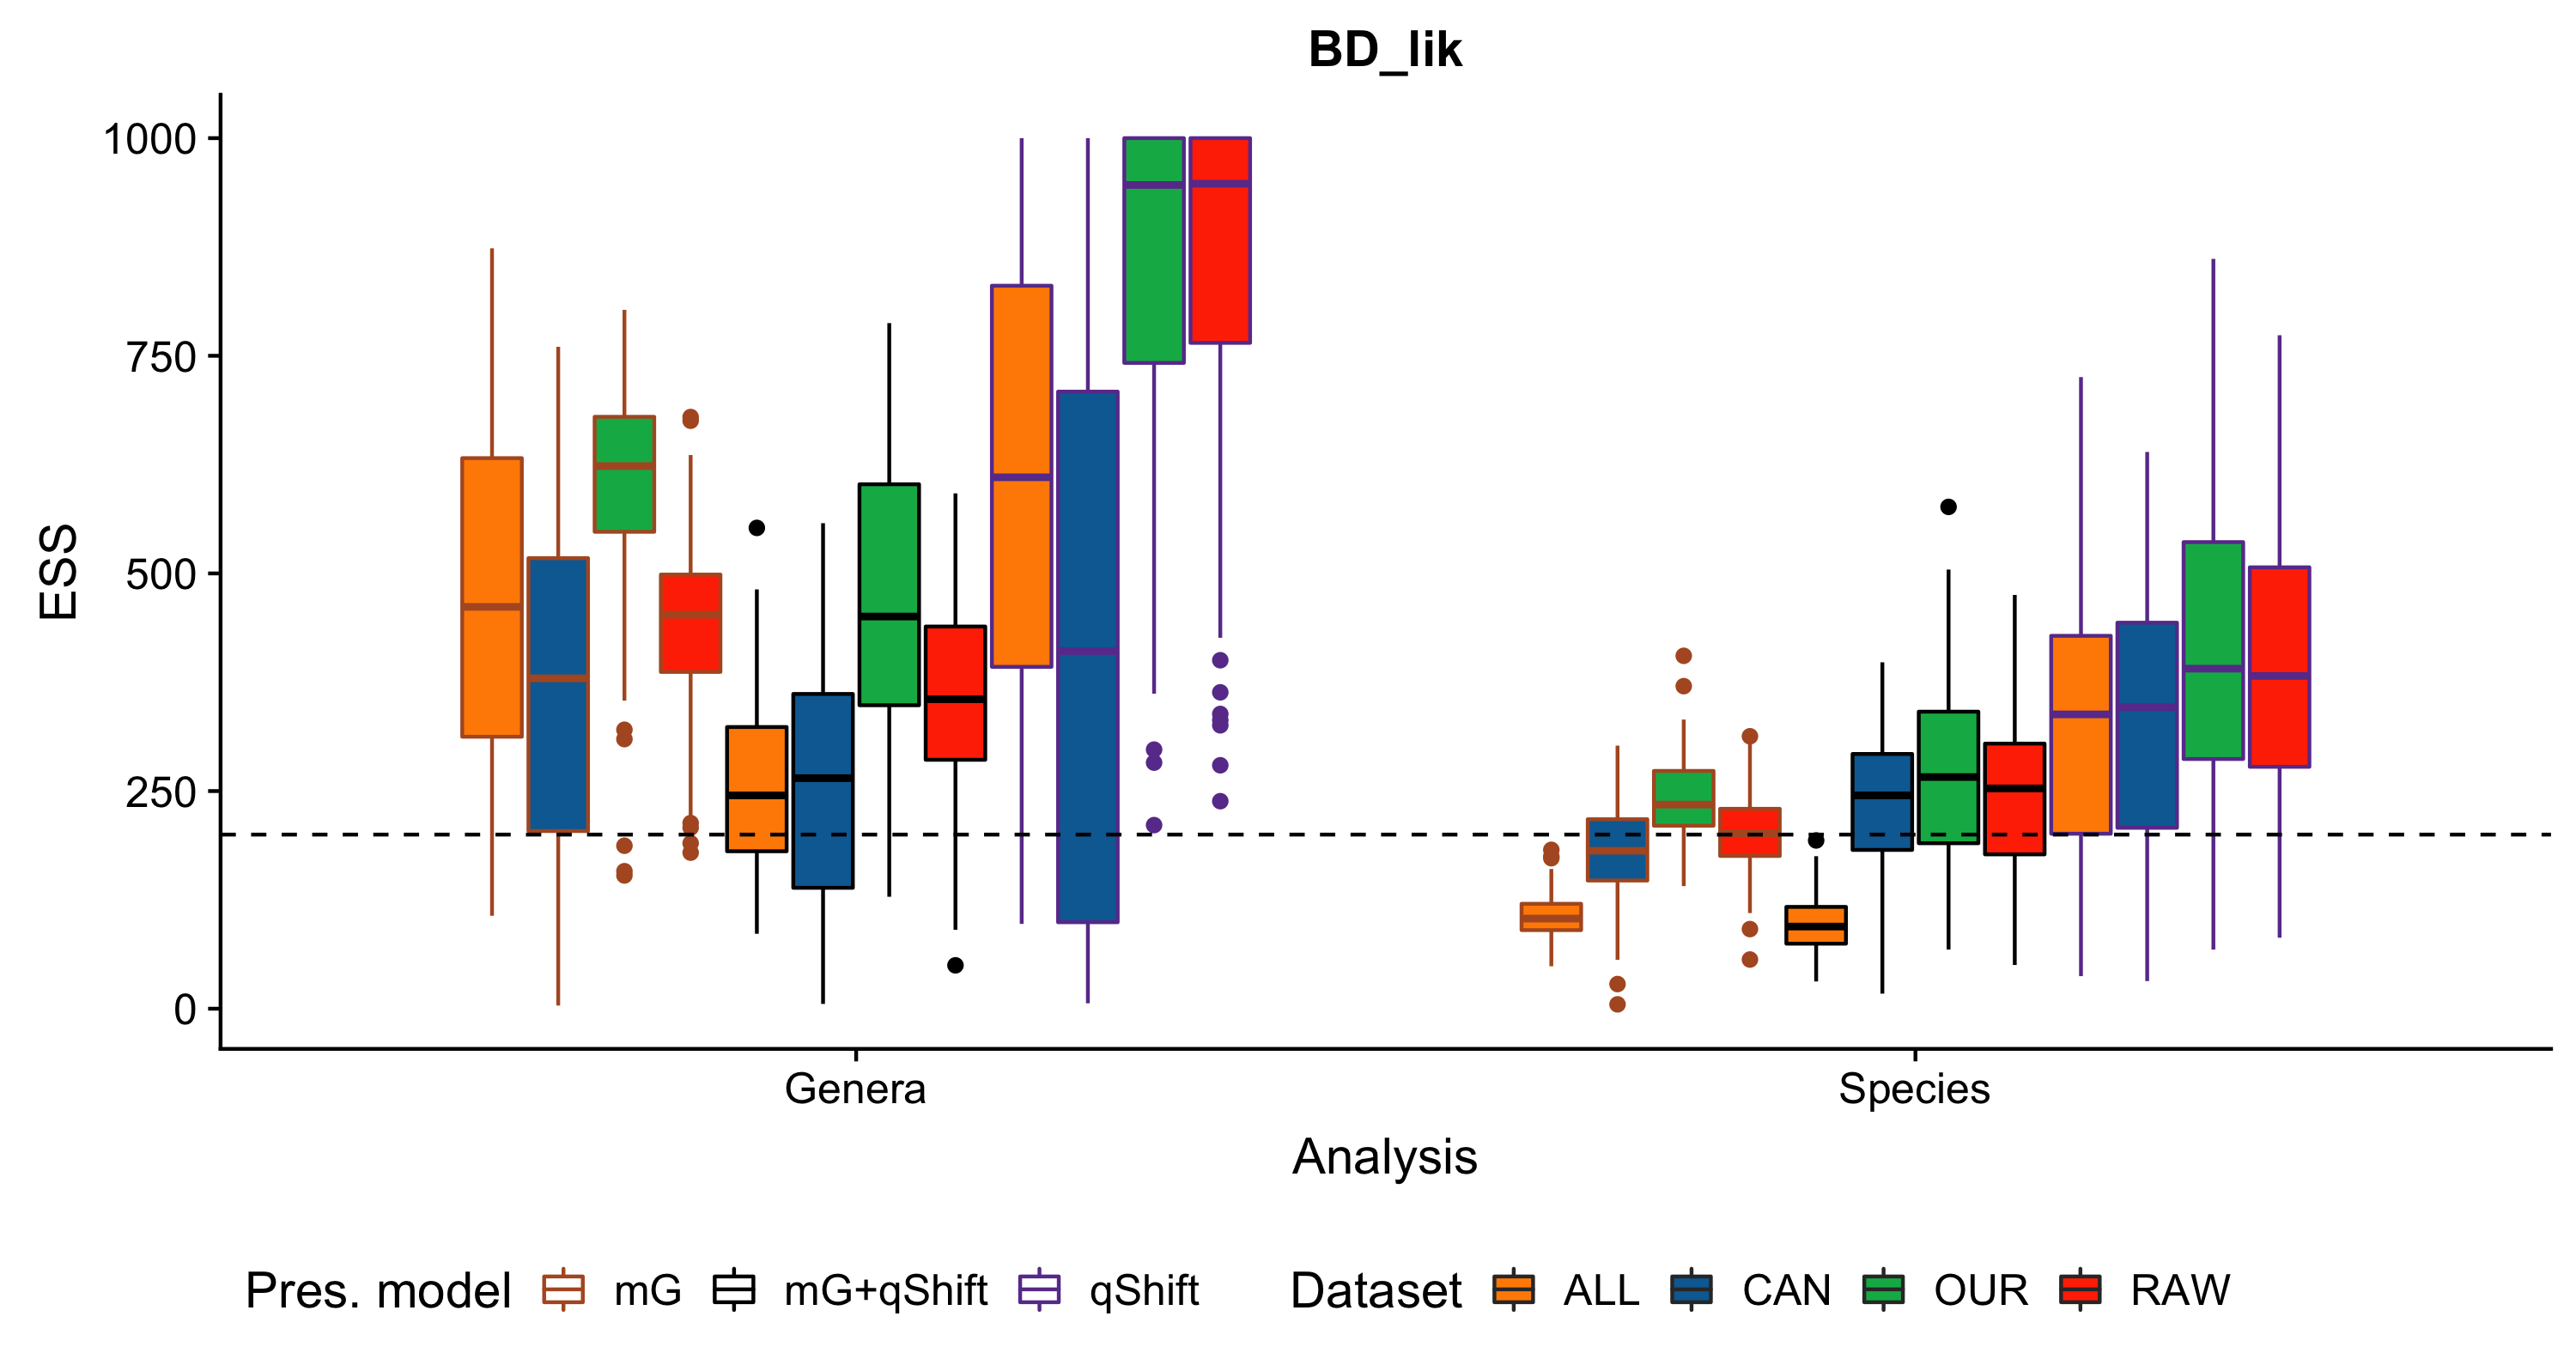 BD_lik
1000
750
500
250
0
ESS
Genera Species
Analysis
Pres. model mG mG+qShift qShift Dataset ALL CAN OUR RAW